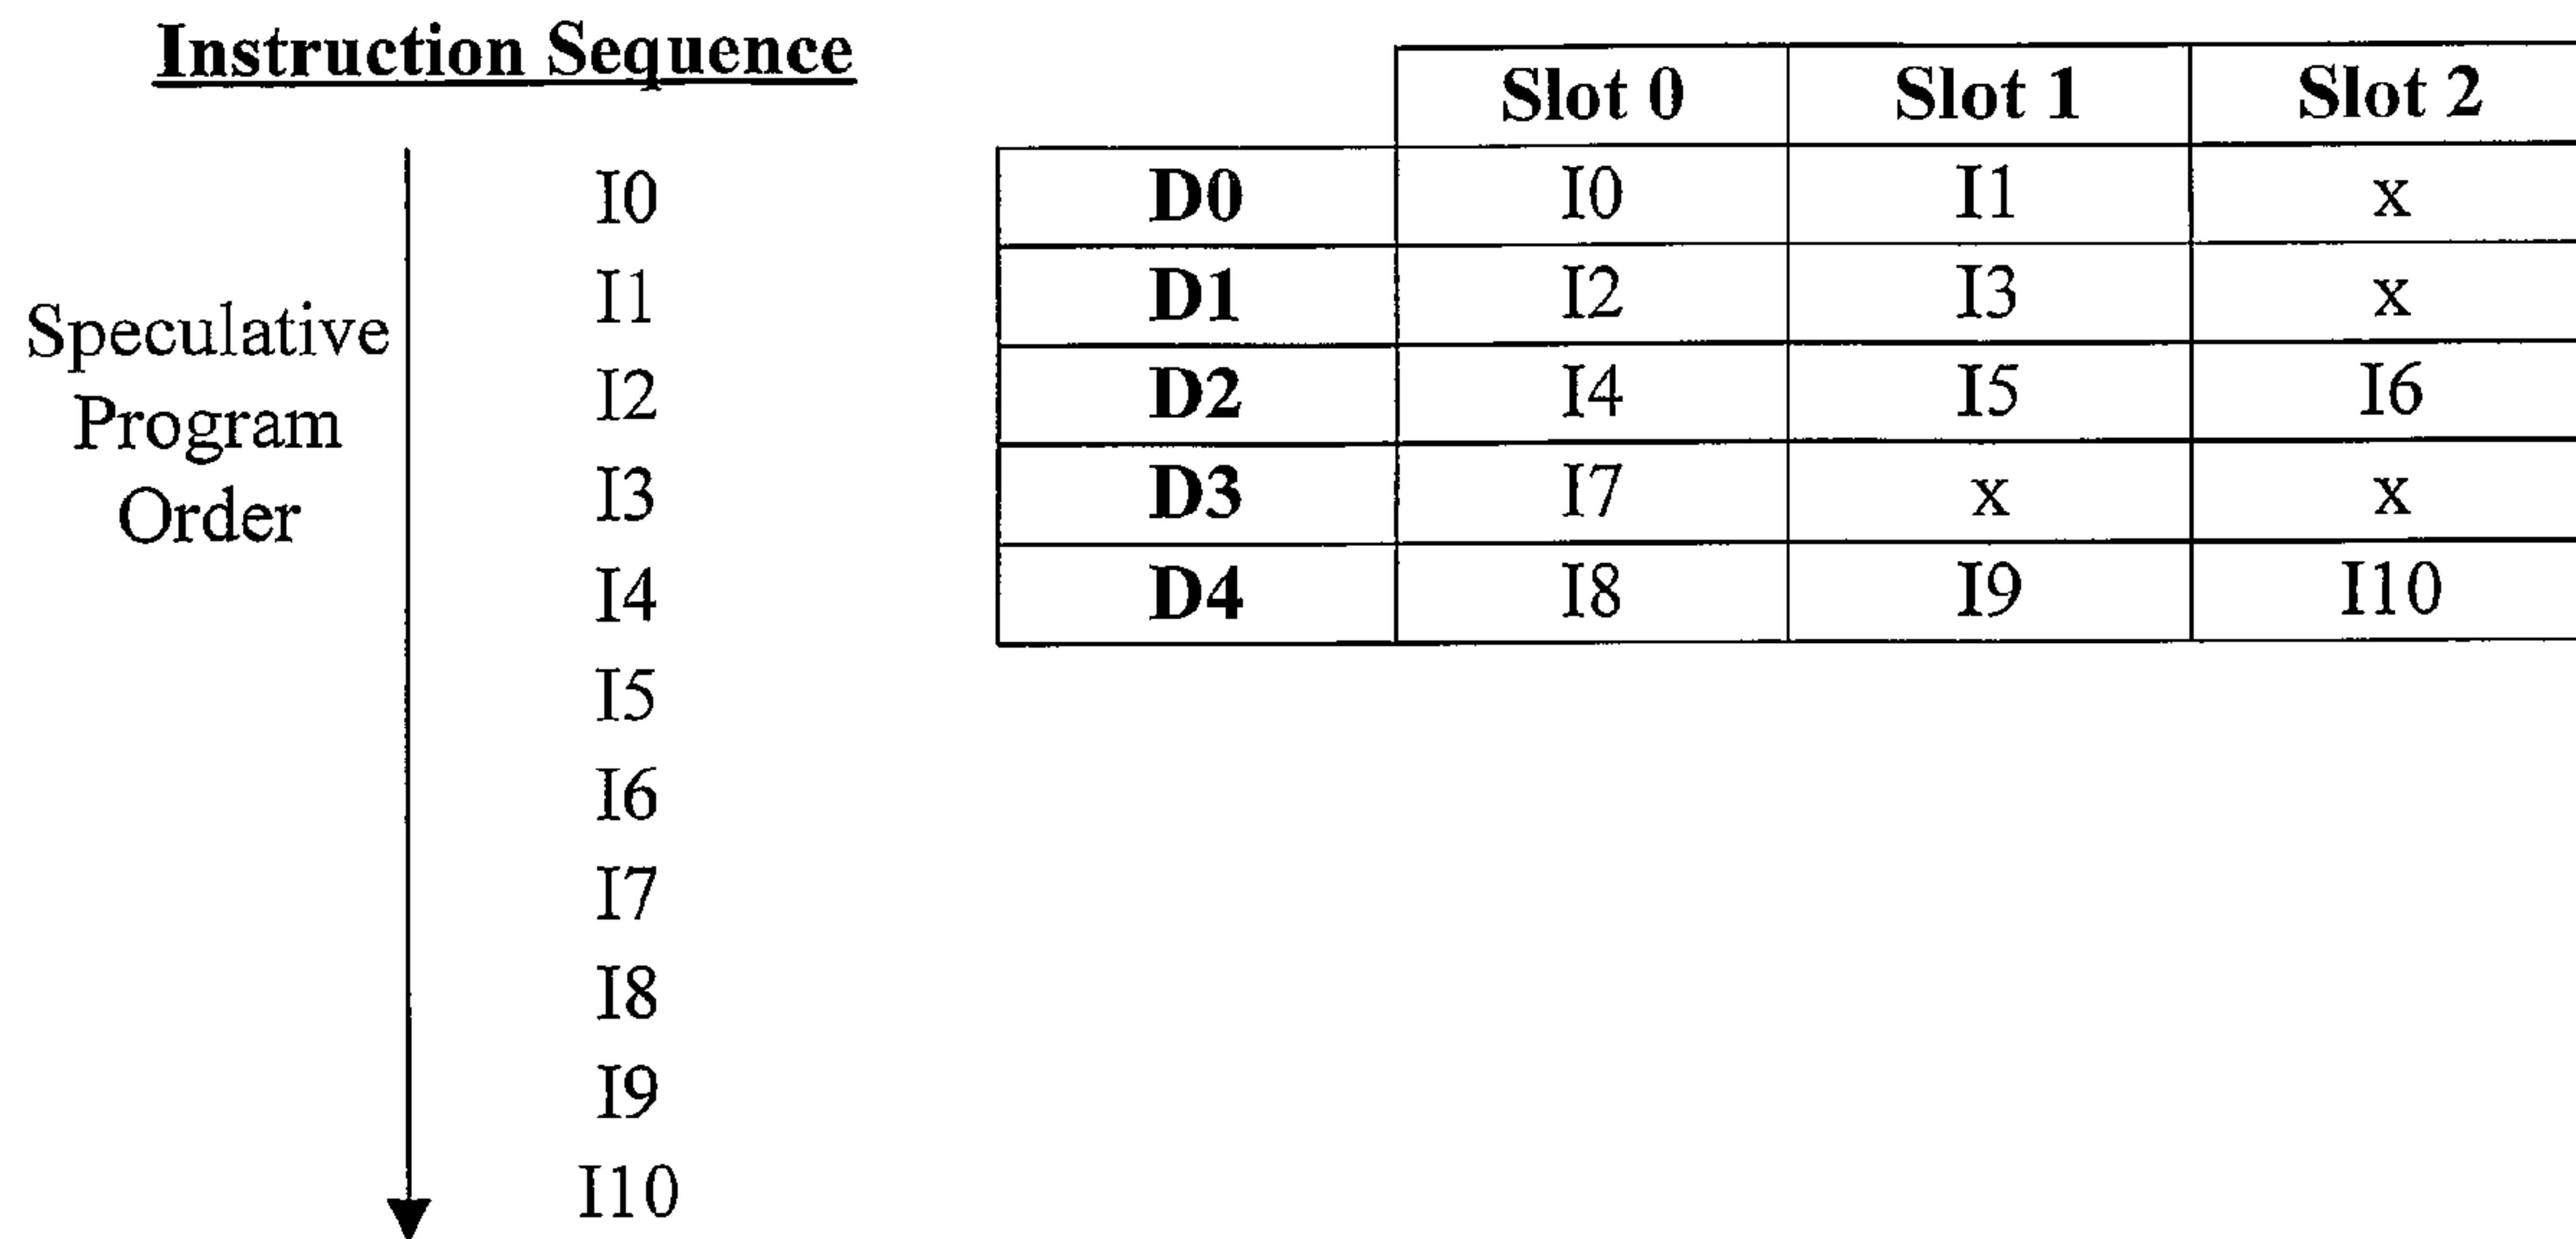 Instruction Sequence
Speculative
Program
Order
I0
I1
I2
I3
I4
I5
I6
I7
I8
I9
I10
Slot 0 Slot 1 Slot 2
D0 I0 I1 x
D1 I2 I3 x
D2 I4 I5 I6
D3 I7 x x
D4 I8 I9 I10